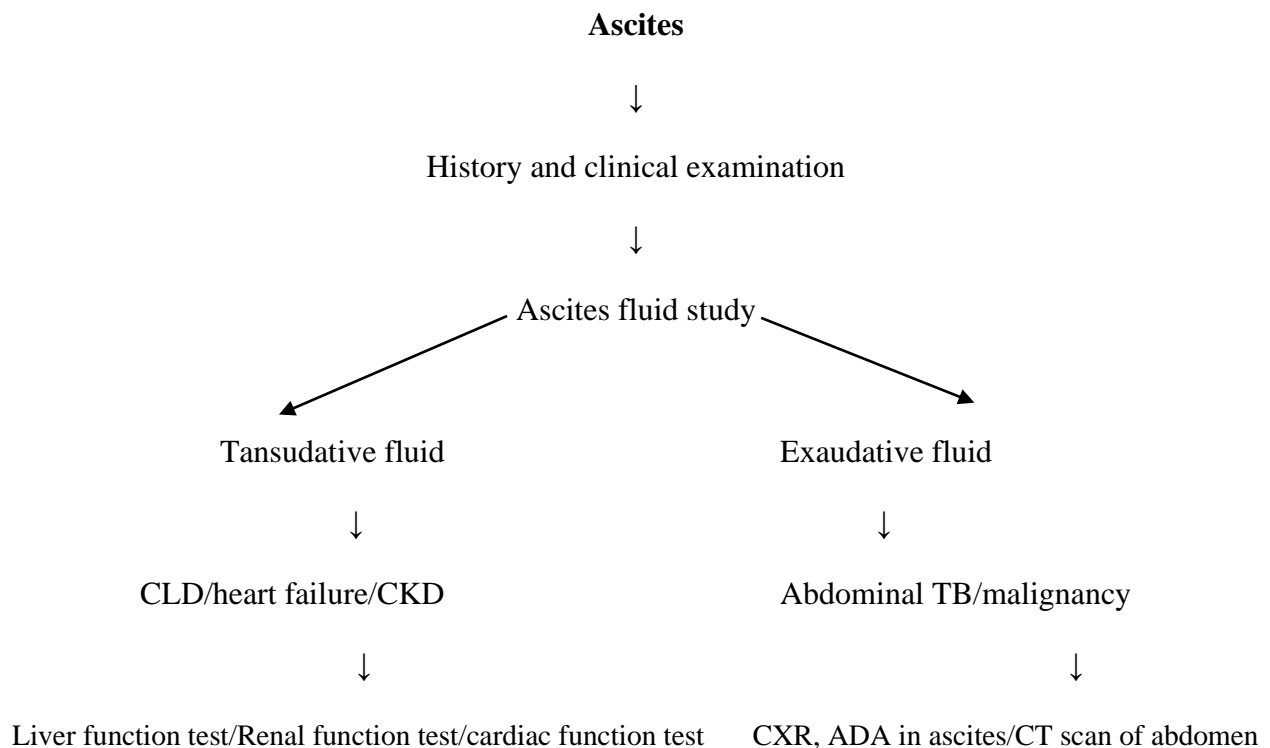 Ascites
↓
History and clinical examination
↓
Ascites fluid study
Tansudative fluid
Exaudative fluid
↓ ↓
CLD/heart failure/CKD
Abdominal TB/malignancy
↓ ↓
Liver function test/Renal function test/cardiac function test
CXR, ADA in ascites/CT scan of abdomen